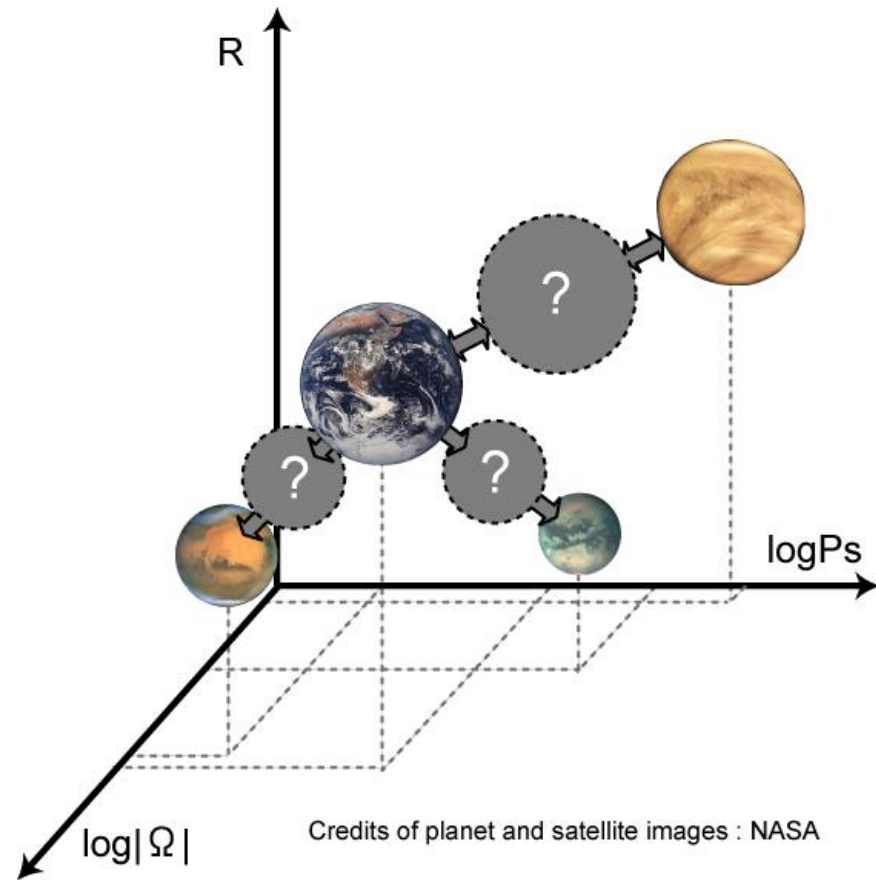 R
?
?
?
logPs
log|Ω|
Credits of planet and satellite images : NASA